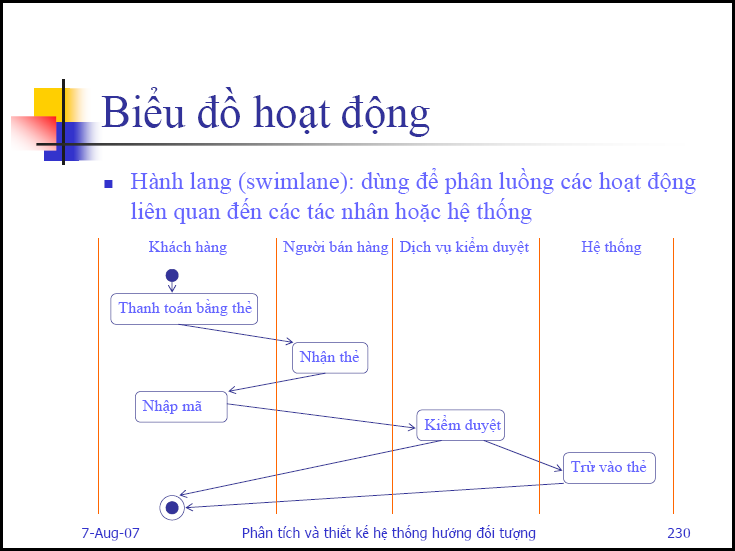 Biểu đồ hoạt động
Hành lang (swimlane): dùng để phân luồng các hoạt động
liên quan đến các tác nhân hoặc hệ thống
Khách hàng
Người bán hàng
Dịch vụ kiểm duyệt
Hệ thống
Thanh toán bằng thẻ
Nhận thẻ
Nhập mã
Kiểm duyệt
Trừ vào thẻ
7-Aug-07
Phân tích và thiết kế hệ thống hướng đối tượng
230